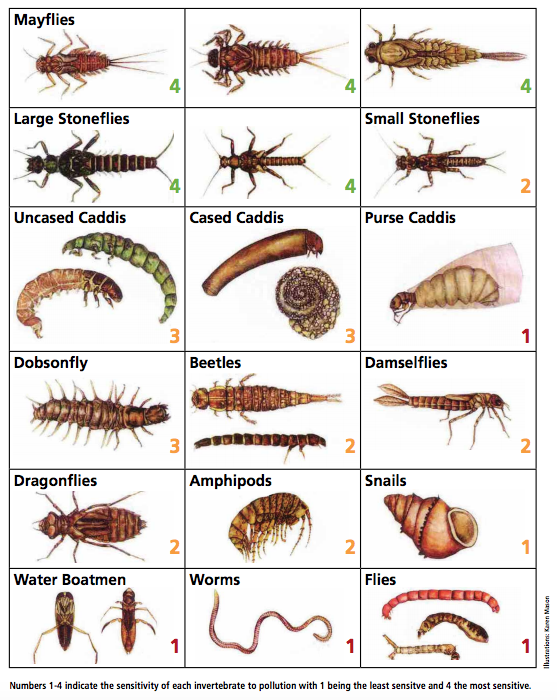 Mayflies
4 4 4
Large Stoneflies Small Stoneflies
4 4 2
Uncased Caddis Cased Caddis Purse Caddis
3 3 1
Dobsonfly Beetles Damselflies
3 2 2
Dragonflies Amphipods Snails
2 2 1
Water Boatmen Worms Flies
1 1 1
Illustrations: Karen Mason
Numbers 1-4 indicate the sensitivity of each invertebrate to pollution with 1 being the least sensitve and 4 the most sensitive.